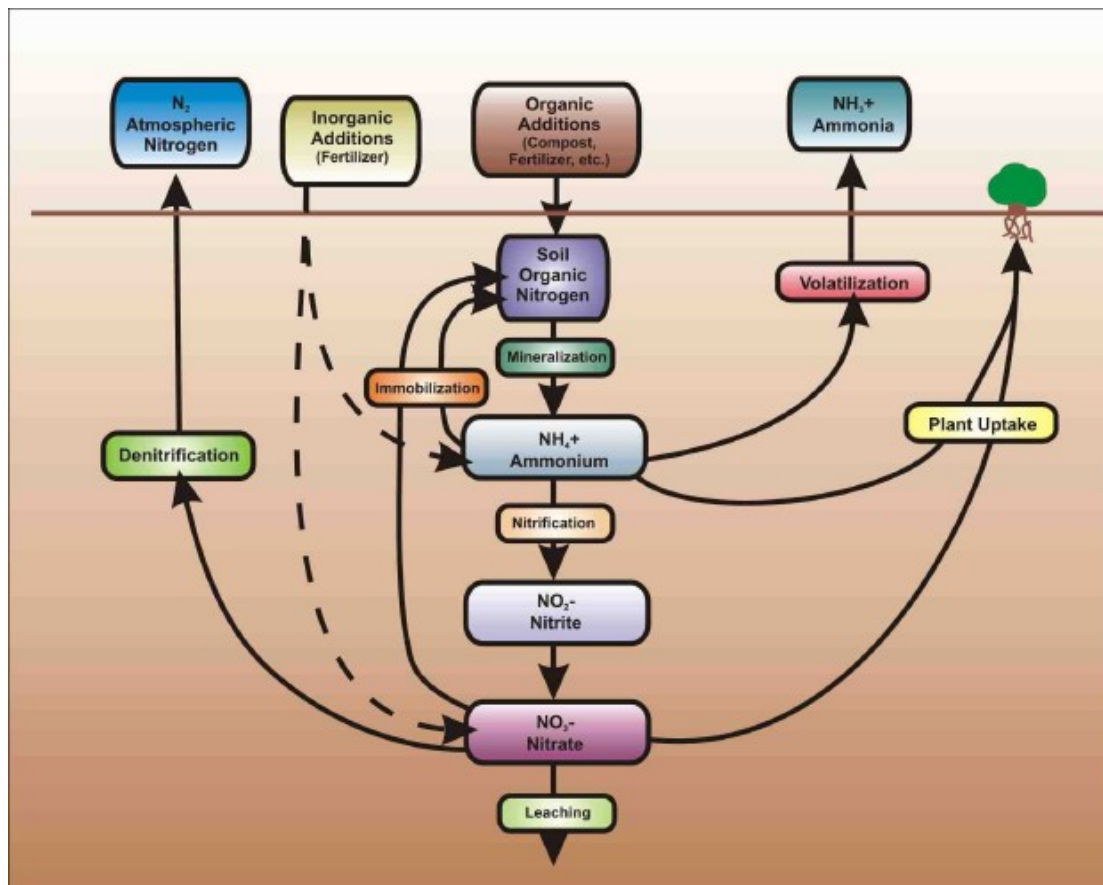 N₂
Atmospheric
Nitrogen
Inorganic
Additions
(Fertilizer)
Organic
Additions
(Compost,
Fertilizer, etc.)
NH₃+
Ammonia
Soil
Organic
Nitrogen
Volatilization
Mineralization
Immobilization
Plant Uptake
NH₄+
Ammonium
Denitrification
Nitrification
NO₂-
Nitrite
NO₃-
Nitrate
Leaching